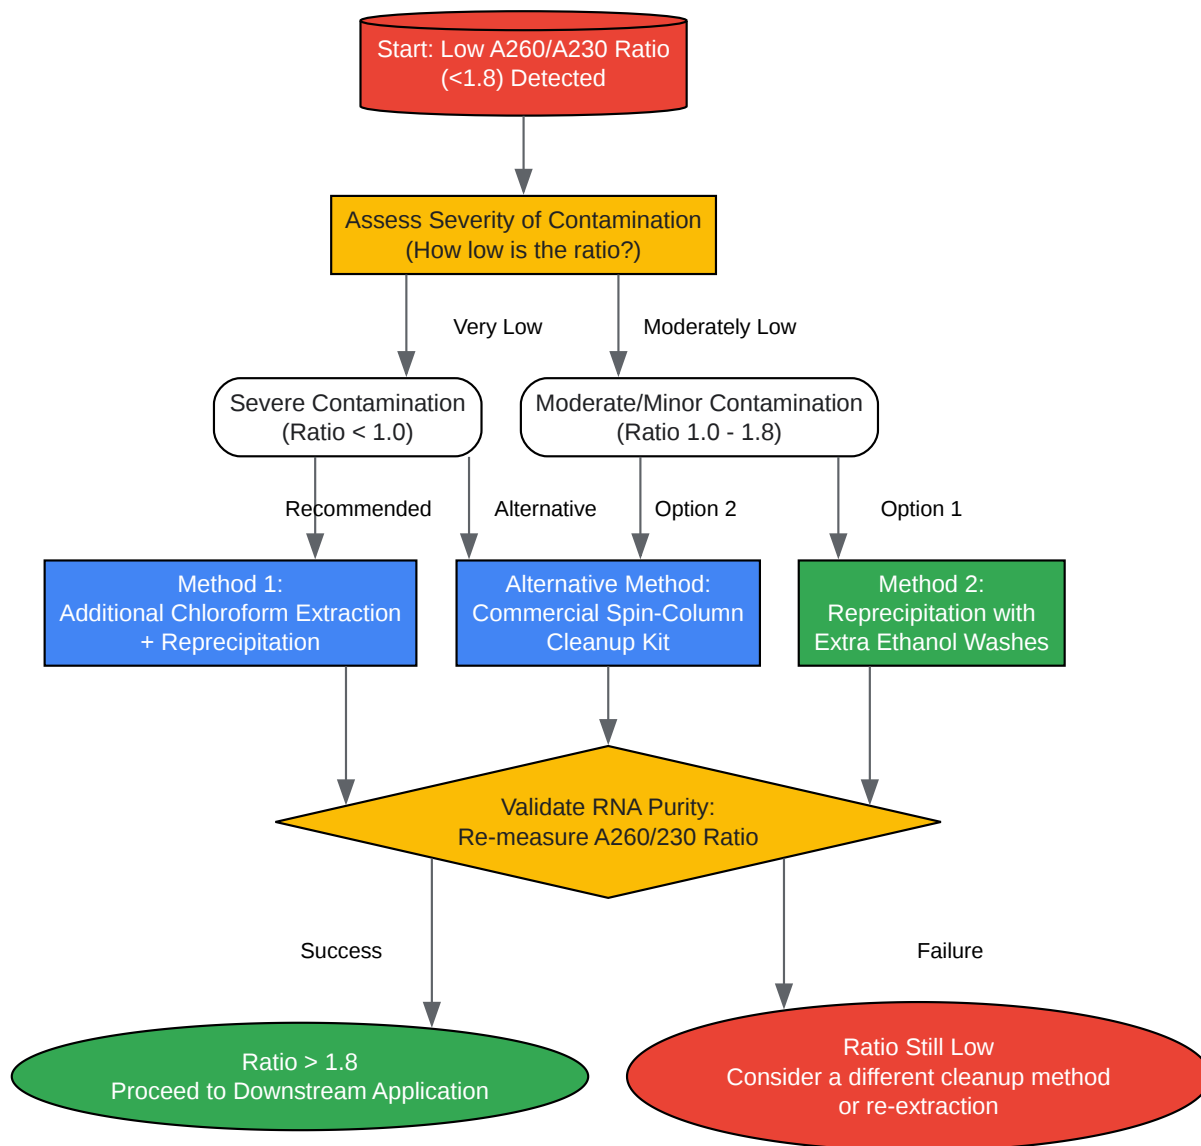 Start: Low A260/A230 Ratio
(<1.8) Detected
Assess Severity of Contamination
(How low is the ratio?)
Very Low
Moderately Low
Severe Contamination
(Ratio < 1.0)
Moderate/Minor Contamination
(Ratio 1.0 - 1.8)
Recommended
Alternative
Option 2
Option 1
Method 1:
Additional Chloroform Extraction
+ Reprecipitation
Alternative Method:
Commercial Spin-Column
Cleanup Kit
Method 2:
Reprecipitation with
Extra Ethanol Washes
Validate RNA Purity:
Re-measure A260/230 Ratio
Success
Failure
Ratio > 1.8
Proceed to Downstream Application
Ratio Still Low
Consider a different cleanup method
or re-extraction